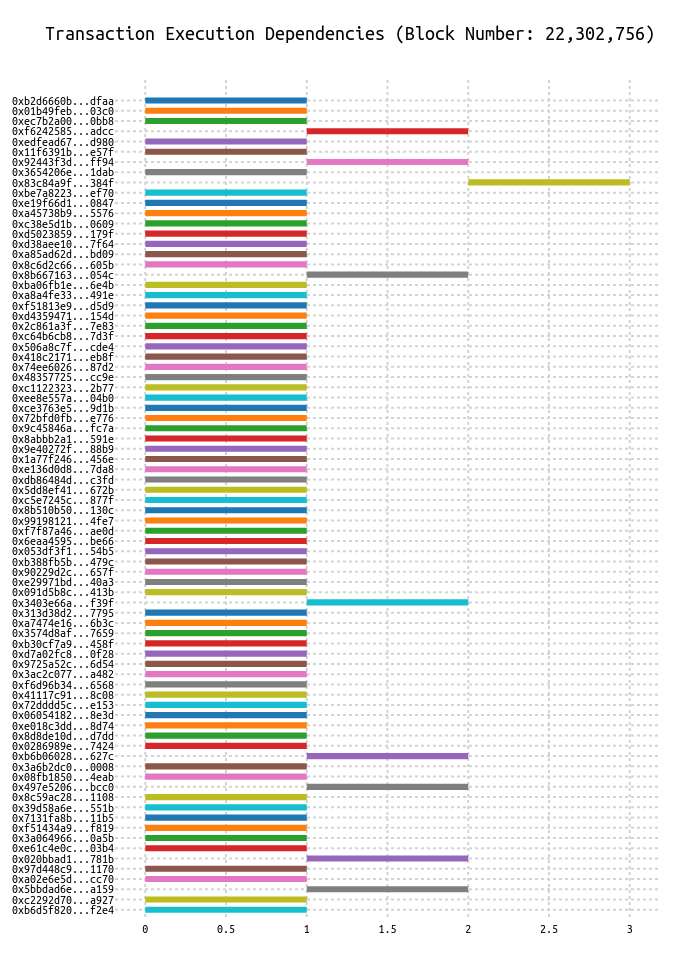 Transaction Execution Dependencies (Block Number: 22,302,756)
0xb2d6660b...dfaa
0x01b49feb...03c0
0xec7b2a00...0bb8
0xf6242585...adcc
0xedfead67...d980
0x11f6391b...e57f
0x92443f3d...ff94
0x3654206e...1dab
0x83c84a9f...384f
0xbe7a8223...ef70
0xe19f66d1...0847
0xa45738b9...5576
0xc38e5d1b...0609
0xd5023859...179f
0xd38aee10...7f64
0xa85ad62d...bd09
0x8c6d2c66...605b
0x8b667163...054c
0xba06fb1e...6e4b
0xa8a4fe33...491e
0xf51813e9...d5d9
0xd4359471...154d
0x2c861a3f...7e83
0xc64b6cb8...7d3f
0x506a8c7f...cde4
0x418c2171...eb8f
0x74ee6026...87d2
0x48357725...cc9e
0xc1122323...2b77
0xee8e557a...04b0
0xce3763e5...9d1b
0x72bfd0fb...e776
0x9c45846a...fc7a
0x8abbb2a1...591e
0x9e40272f...88b9
0x1a77f246...456e
0xe136d0d8...7da8
0xdb86484d...c3fd
0x5dd8ef41...672b
0xc5e7245c...877f
0x8b510b50...130c
0x99198121...4fe7
0xf7f87a46...ae0d
0x6eaa4595...be66
0x053df3f1...54b5
0xb388fb5b...479c
0x90229d2c...657f
0xe29971bd...40a3
0x091d5b8c...413b
0x3403e66a...f39f
0x313d38d2...7795
0xa7474e16...6b3c
0x3574d8af...7659
0xb30cf7a9...458f
0xd7a02fc8...0f28
0x9725a52c...6d54
0x3ac2c077...a482
0xf6d96b34...6568
0x41117c91...8c08
0x72dddd5c...e153
0x06054182...8e3d
0xe018c3dd...8d74
0x8d8de10d...d7dd
0x0286989e...7424
0xb6b06028...627c
0x3a6b2dc0...0008
0x08fb1850...4eab
0x497e5206...bcc0
0x8c59ac28...1108
0x39d58a6e...551b
0x7131fa8b...11b5
0xf51434a9...f819
0x3a064966...0a5b
0xe61c4e0c...03b4
0x020bbad1...781b
0x97d448c9...1170
0xa02e6e5d...cc70
0x5bbdad6e...a159
0xc2292d70...a927
0xb6d5f820...f2e4
0 0.5 1 1.5 2 2.5 3